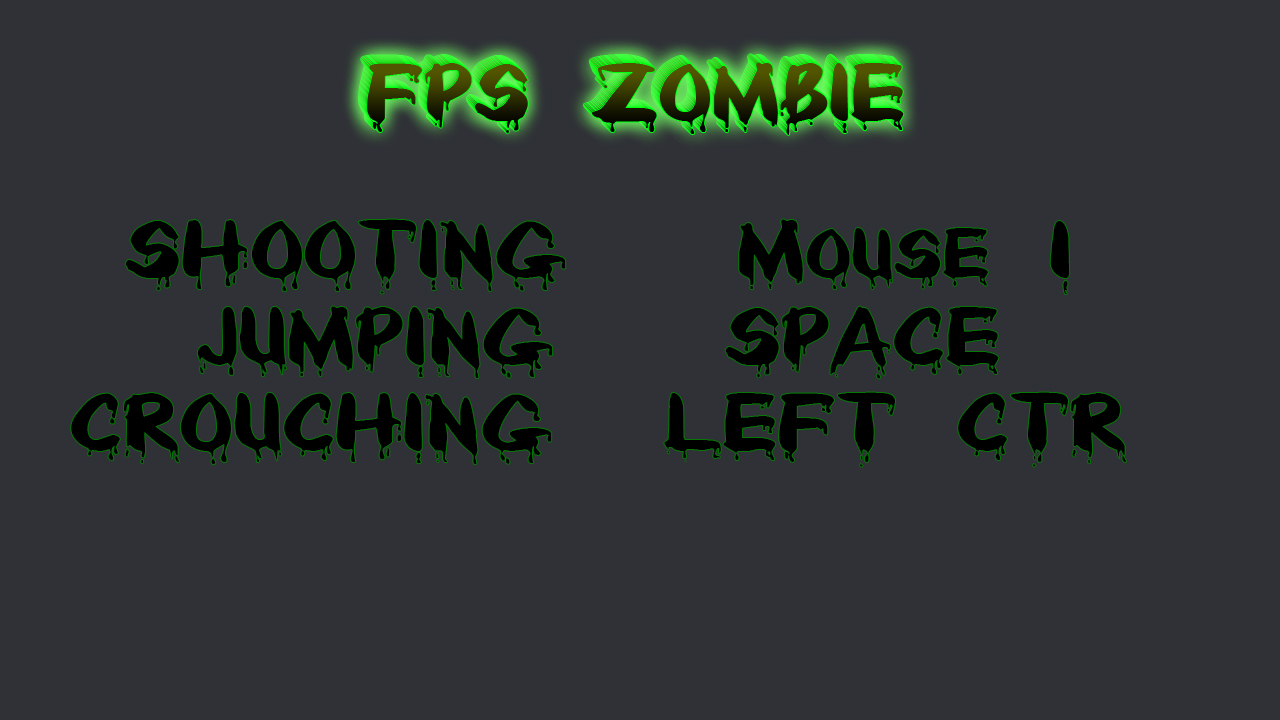 FPS ZOMBIE
SHOOTING MOUSE 1
JUMPING SPACE
CROUCHING LEFT CTR